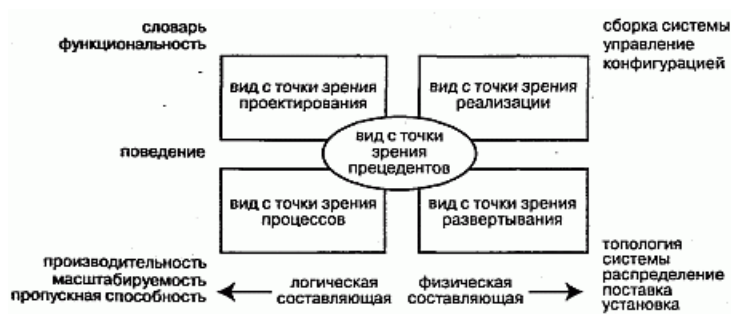 словарь
функциональность
сборка системы
управление
конфигурацией
вид с точки зрения
проектирования
вид с точки зрения
реализации
поведение
вид с точки
зрения
прецедентов
вид с точки зрения
процессов
вид с точки зрения
развертывания
производительность
масштабируемость
пропускная способность
логическая
составляющая
физическая
составляющая
топология
системы
распределение
поставка
установка